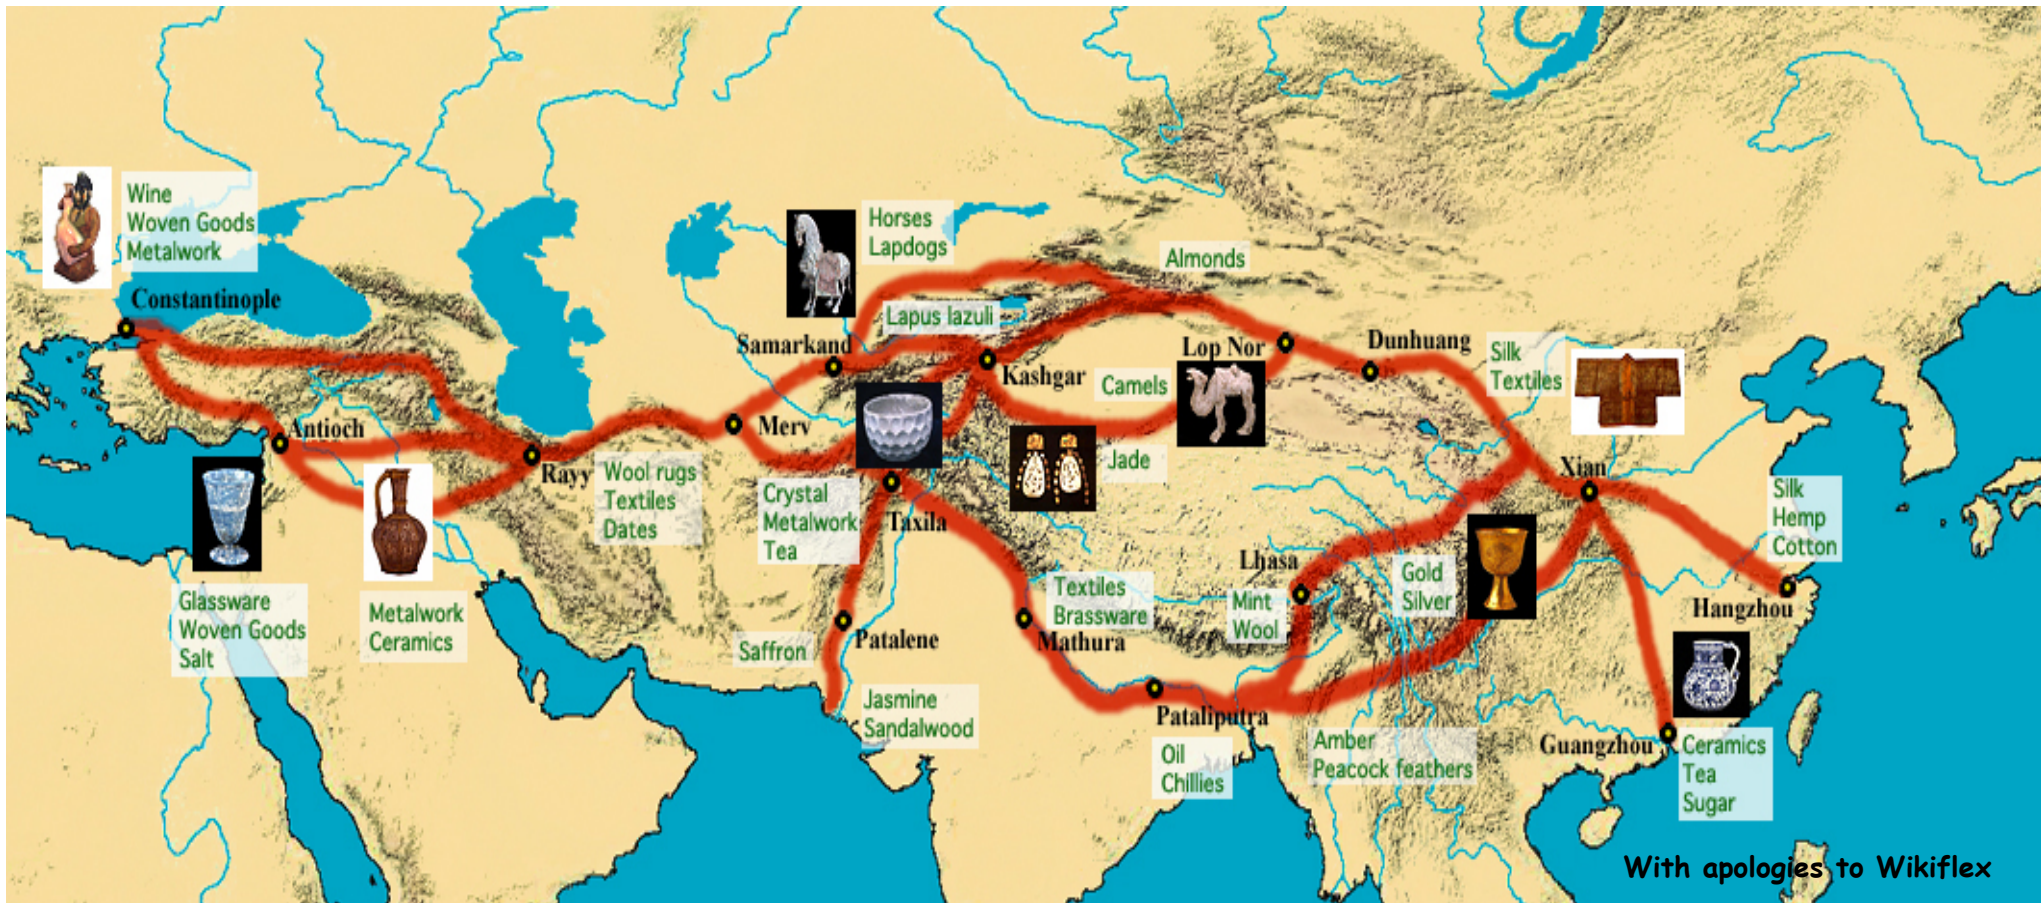 Wine
Woven Goods
Metalwork
Constantinople
Horses
Lapdogs
Almonds
Lapus lazuli
Samarkand
Kashgar
Lop Nor
Dunhuang
Silk
Textiles
Camels
Jade
Antioch
Merv
Rayy
Wool rugs
Textiles
Dates
Crystal
Metalwork
Tea
Taxila
Xian
Silk
Hemp
Cotton
Lhasa
Mint
Wool
Gold
Silver
Textiles
Brassware
Glassware
Woven Goods
Salt
Metalwork
Ceramics
Saffron
Patalene
Mathura
Hangzhou
Jasmine
Sandalwood
Pataliputra
Oil
Chillies
Amber
Peacock feathers
Guangzhou
Ceramics
Tea
Sugar
With apologies to Wikiflex